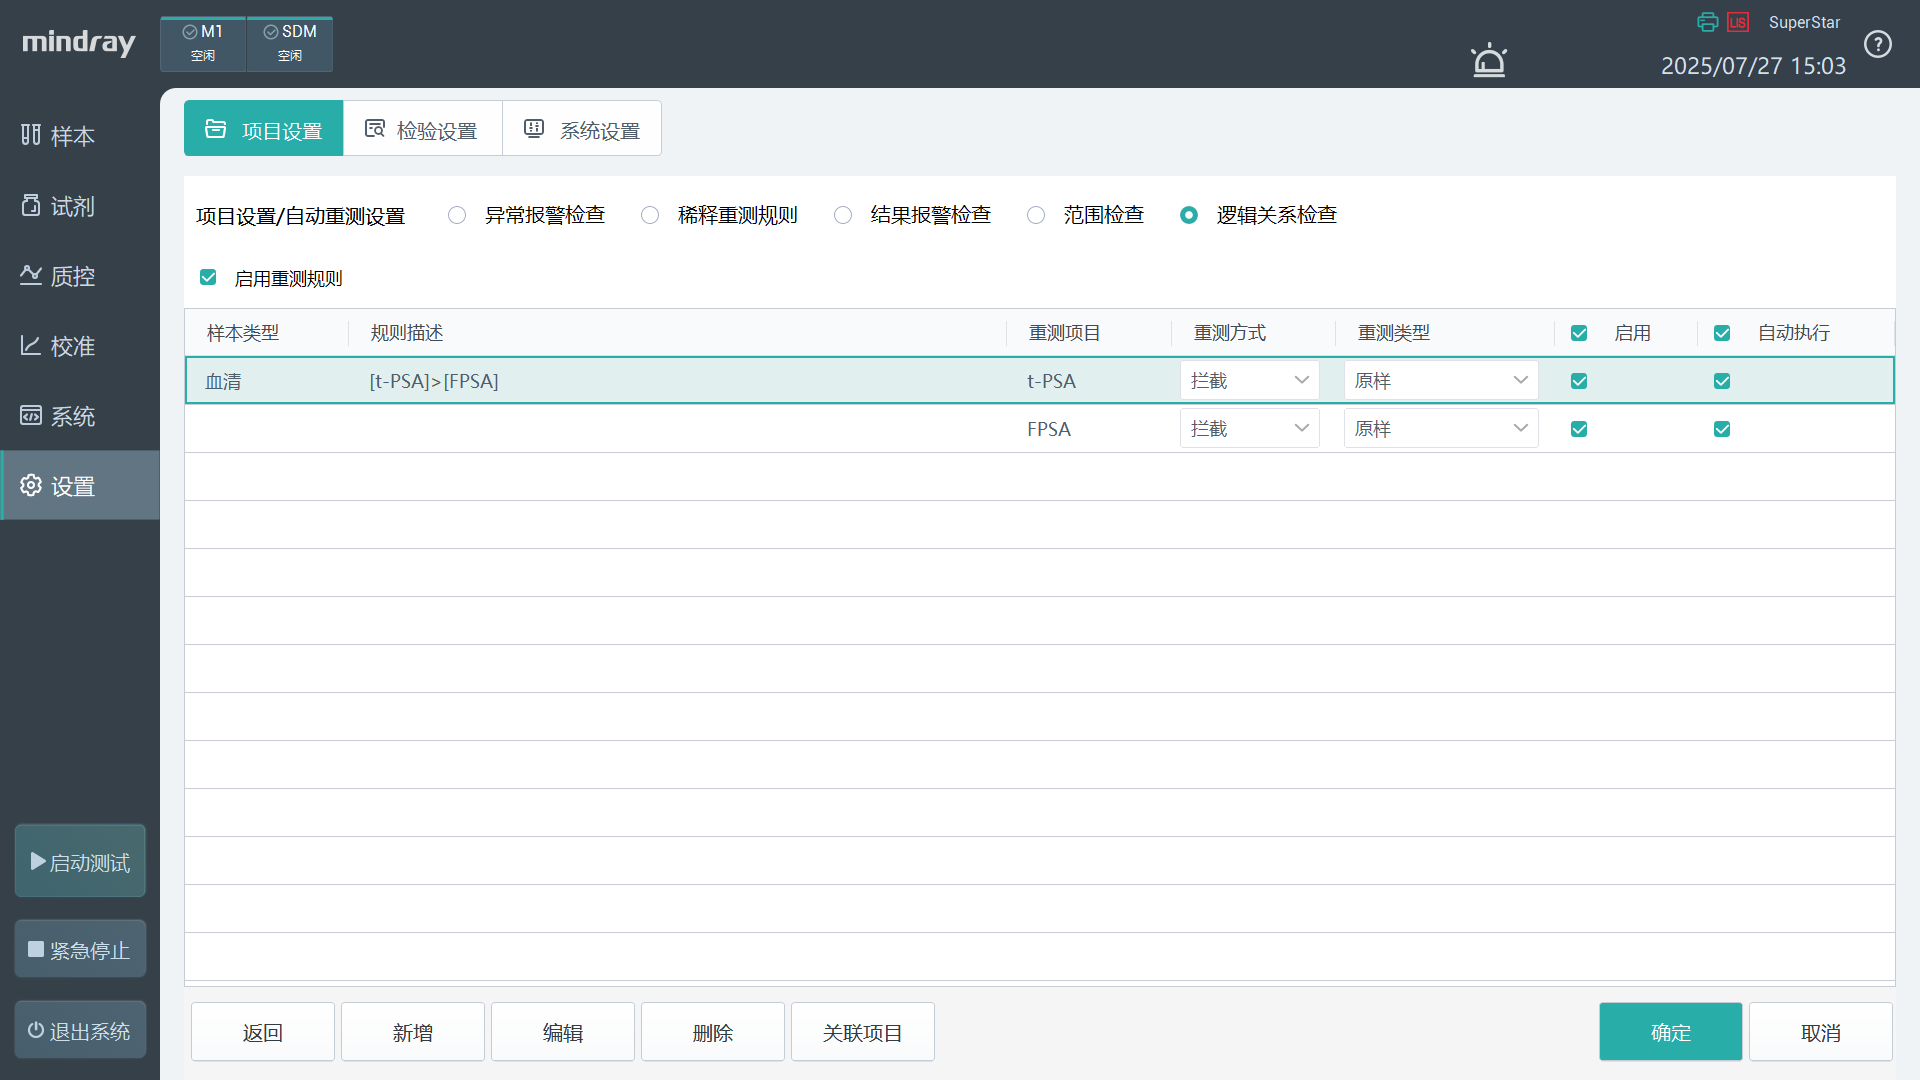 mindray
M1
空闲
SDM
空闲
LIS
SuperStar
2025/07/27 15:03
样本
试剂
质控
校准
系统
设置
启动测试
紧急停止
退出系统
项目设置
检验设置
系统设置
项目设置/自动重测设置
异常报警检查
稀释重测规则
结果报警检查
范围检查
逻辑关系检查
启用重测规则
样本类型 规则描述 重测项目 重测方式 重测类型 启用 自动执行
血清 [t-PSA]>[FPSA] t-PSA 拦截 原样
FPSA 拦截 原样
返回
新增
编辑
删除
关联项目
确定
取消